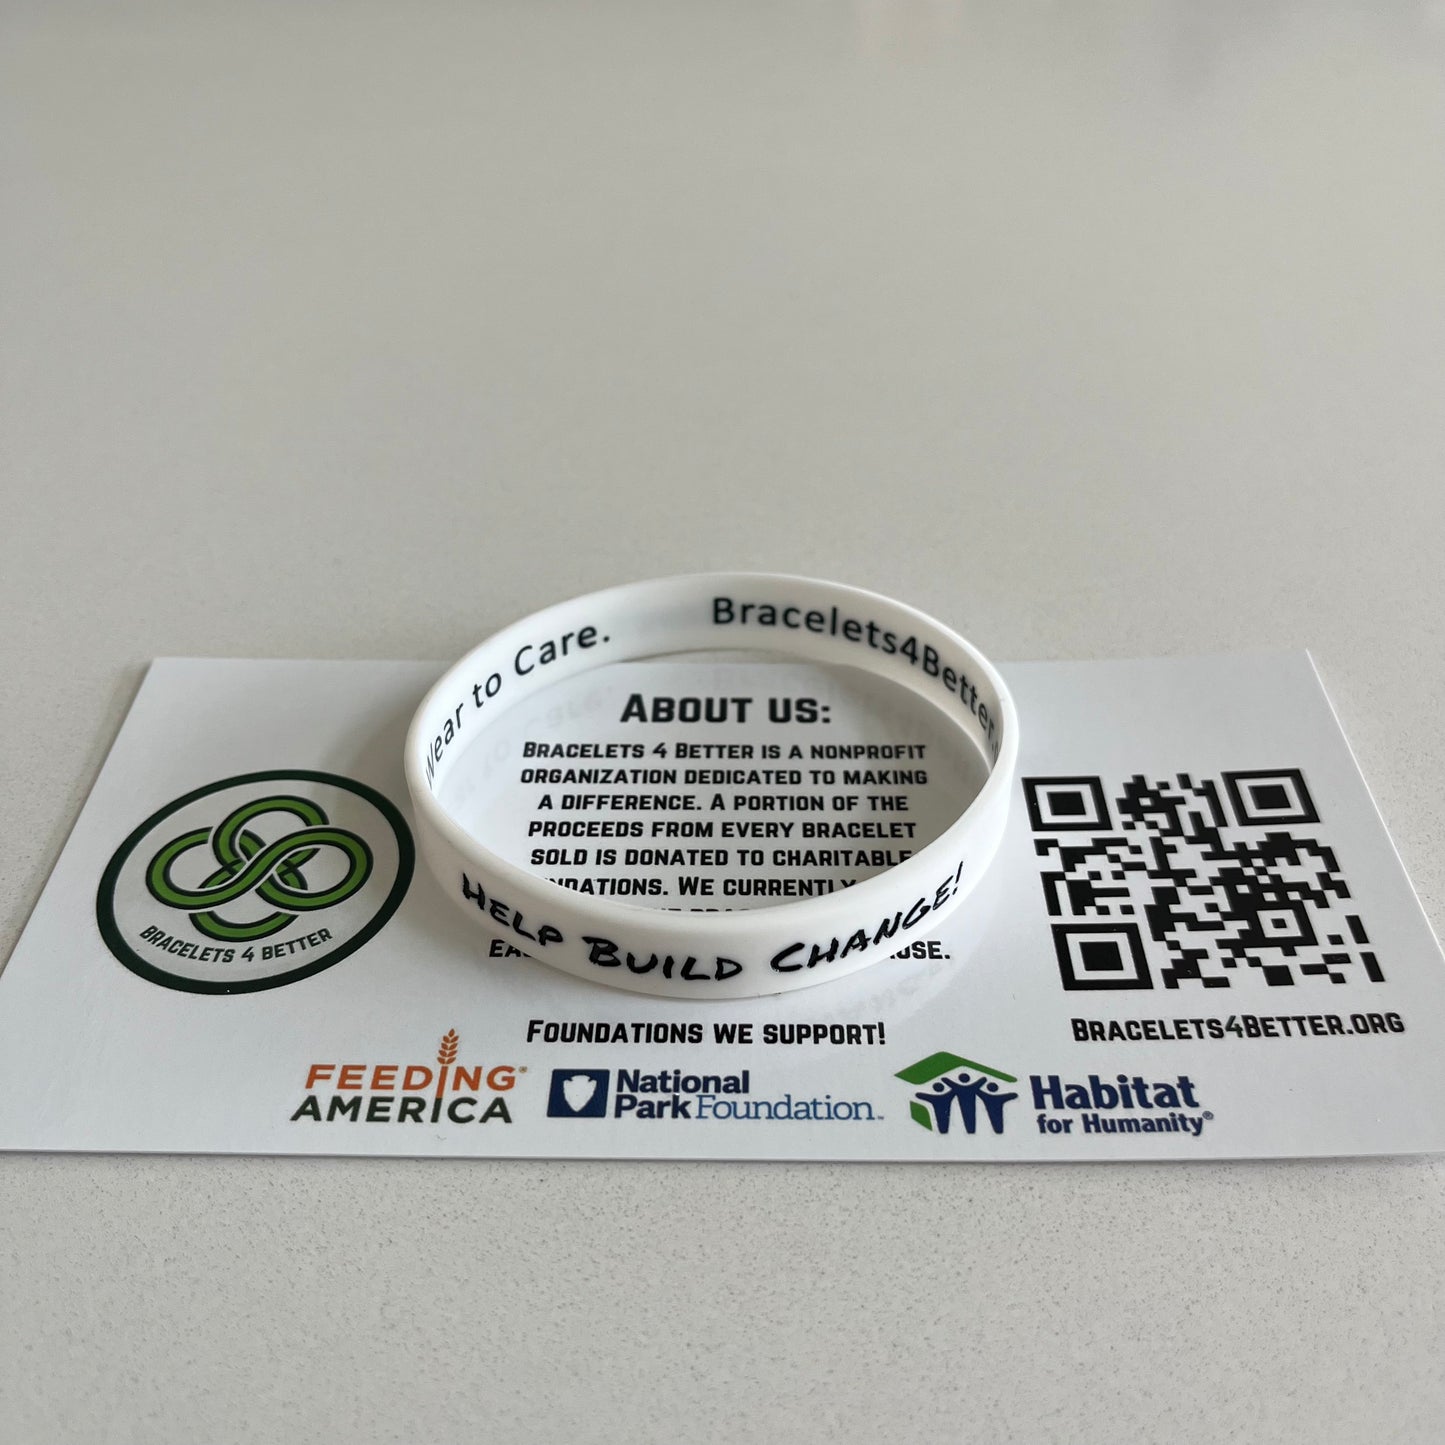 Wear to Care.
Bracelets4Better.
ABOUT US:
BRACELETS 4 BETTER IS A NONPROFIT
ORGANIZATION DEDICATED TO MAKING
A DIFFERENCE. A PORTION OF THE
PROCEEDS FROM EVERY BRACELET
SOLD IS DONATED TO CHARITABLE
WE CURRENTLY
HELP BUILD CHANGE!
BRACELETS 4 BETTER
BRACELETS4BETTER.ORG
FOUNDATIONS WE SUPPORT!
FEEDING®
AMERICA
National
Park Foundation™
Habitat
for Humanity®